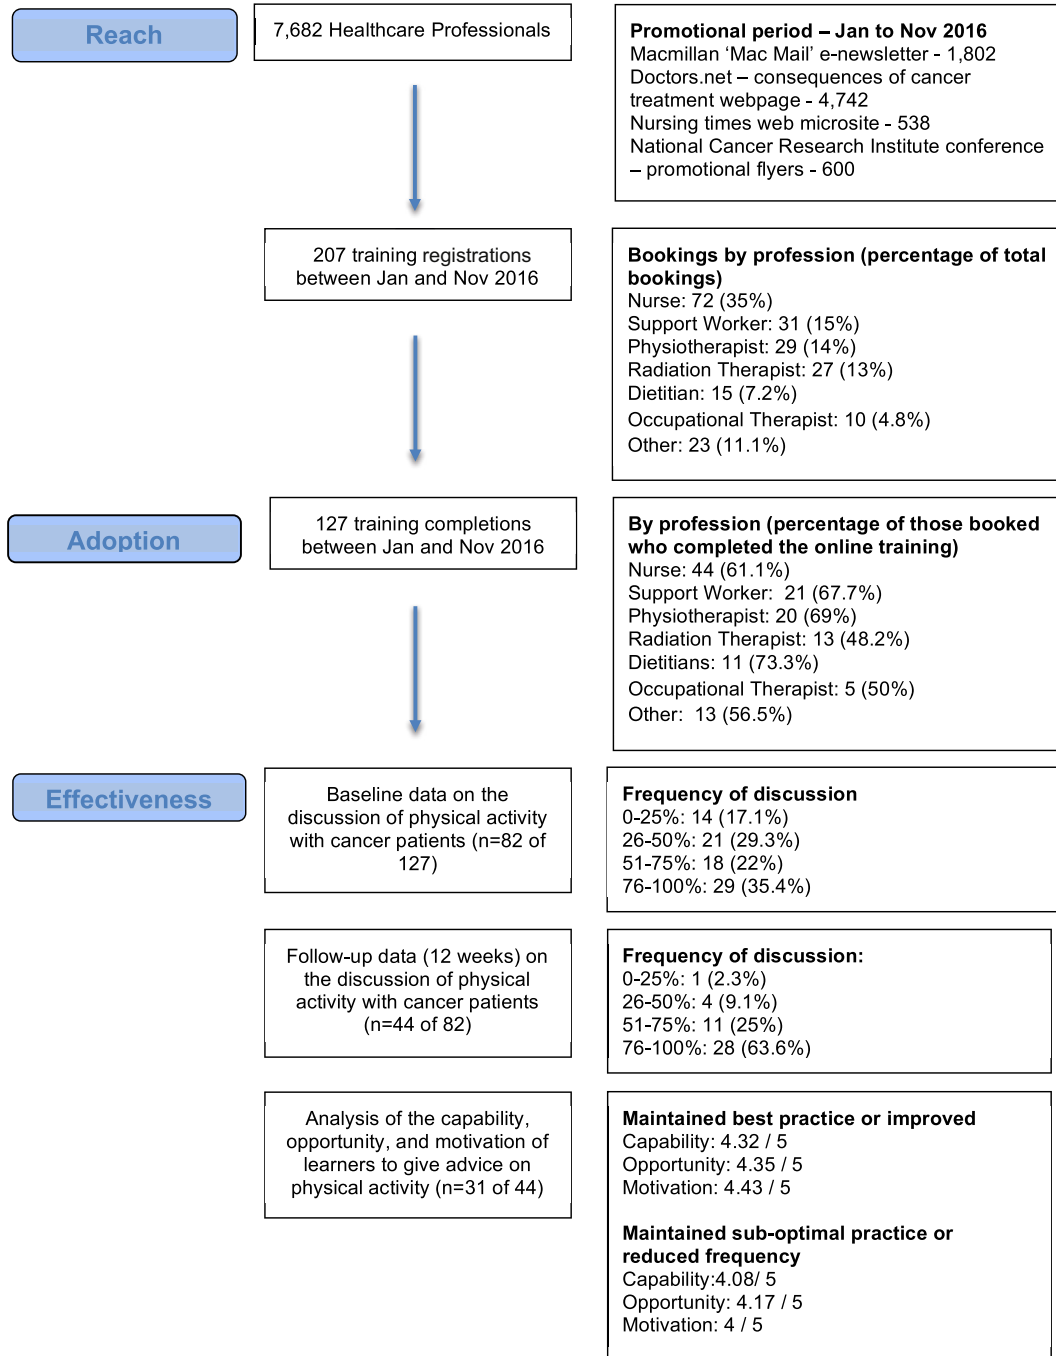 Reach
7,682 Healthcare Professionals
Promotional period – Jan to Nov 2016
Macmillan ‘Mac Mail’ e-newsletter - 1,802
Doctors.net – consequences of cancer
treatment webpage - 4,742
Nursing times web microsite - 538
National Cancer Research Institute conference
– promotional flyers - 600
207 training registrations
between Jan and Nov 2016
Bookings by profession (percentage of total
bookings)
Nurse: 72 (35%)
Support Worker: 31 (15%)
Physiotherapist: 29 (14%)
Radiation Therapist: 27 (13%)
Dietitian: 15 (7.2%)
Occupational Therapist: 10 (4.8%)
Other: 23 (11.1%)
Adoption
127 training completions
between Jan and Nov 2016
By profession (percentage of those booked
who completed the online training)
Nurse: 44 (61.1%)
Support Worker:  21 (67.7%)
Physiotherapist: 20 (69%)
Radiation Therapist: 13 (48.2%)
Dietitians: 11 (73.3%)
Occupational Therapist: 5 (50%)
Other:  13 (56.5%)
Effectiveness
Baseline data on the
discussion of physical activity
with cancer patients (n=82 of
127)
Frequency of discussion
0-25%: 14 (17.1%)
26-50%: 21 (29.3%)
51-75%: 18 (22%)
76-100%: 29 (35.4%)
Follow-up data (12 weeks) on
the discussion of physical
activity with cancer patients
(n=44 of 82)
Frequency of discussion:
0-25%: 1 (2.3%)
26-50%: 4 (9.1%)
51-75%: 11 (25%)
76-100%: 28 (63.6%)
Analysis of the capability,
opportunity, and motivation of
learners to give advice on
physical activity (n=31 of 44)
Maintained best practice or improved
Capability: 4.32 / 5
Opportunity: 4.35 / 5
Motivation: 4.43 / 5
Maintained sub-optimal practice or
reduced frequency
Capability:4.08/ 5
Opportunity: 4.17 / 5
Motivation: 4 / 5